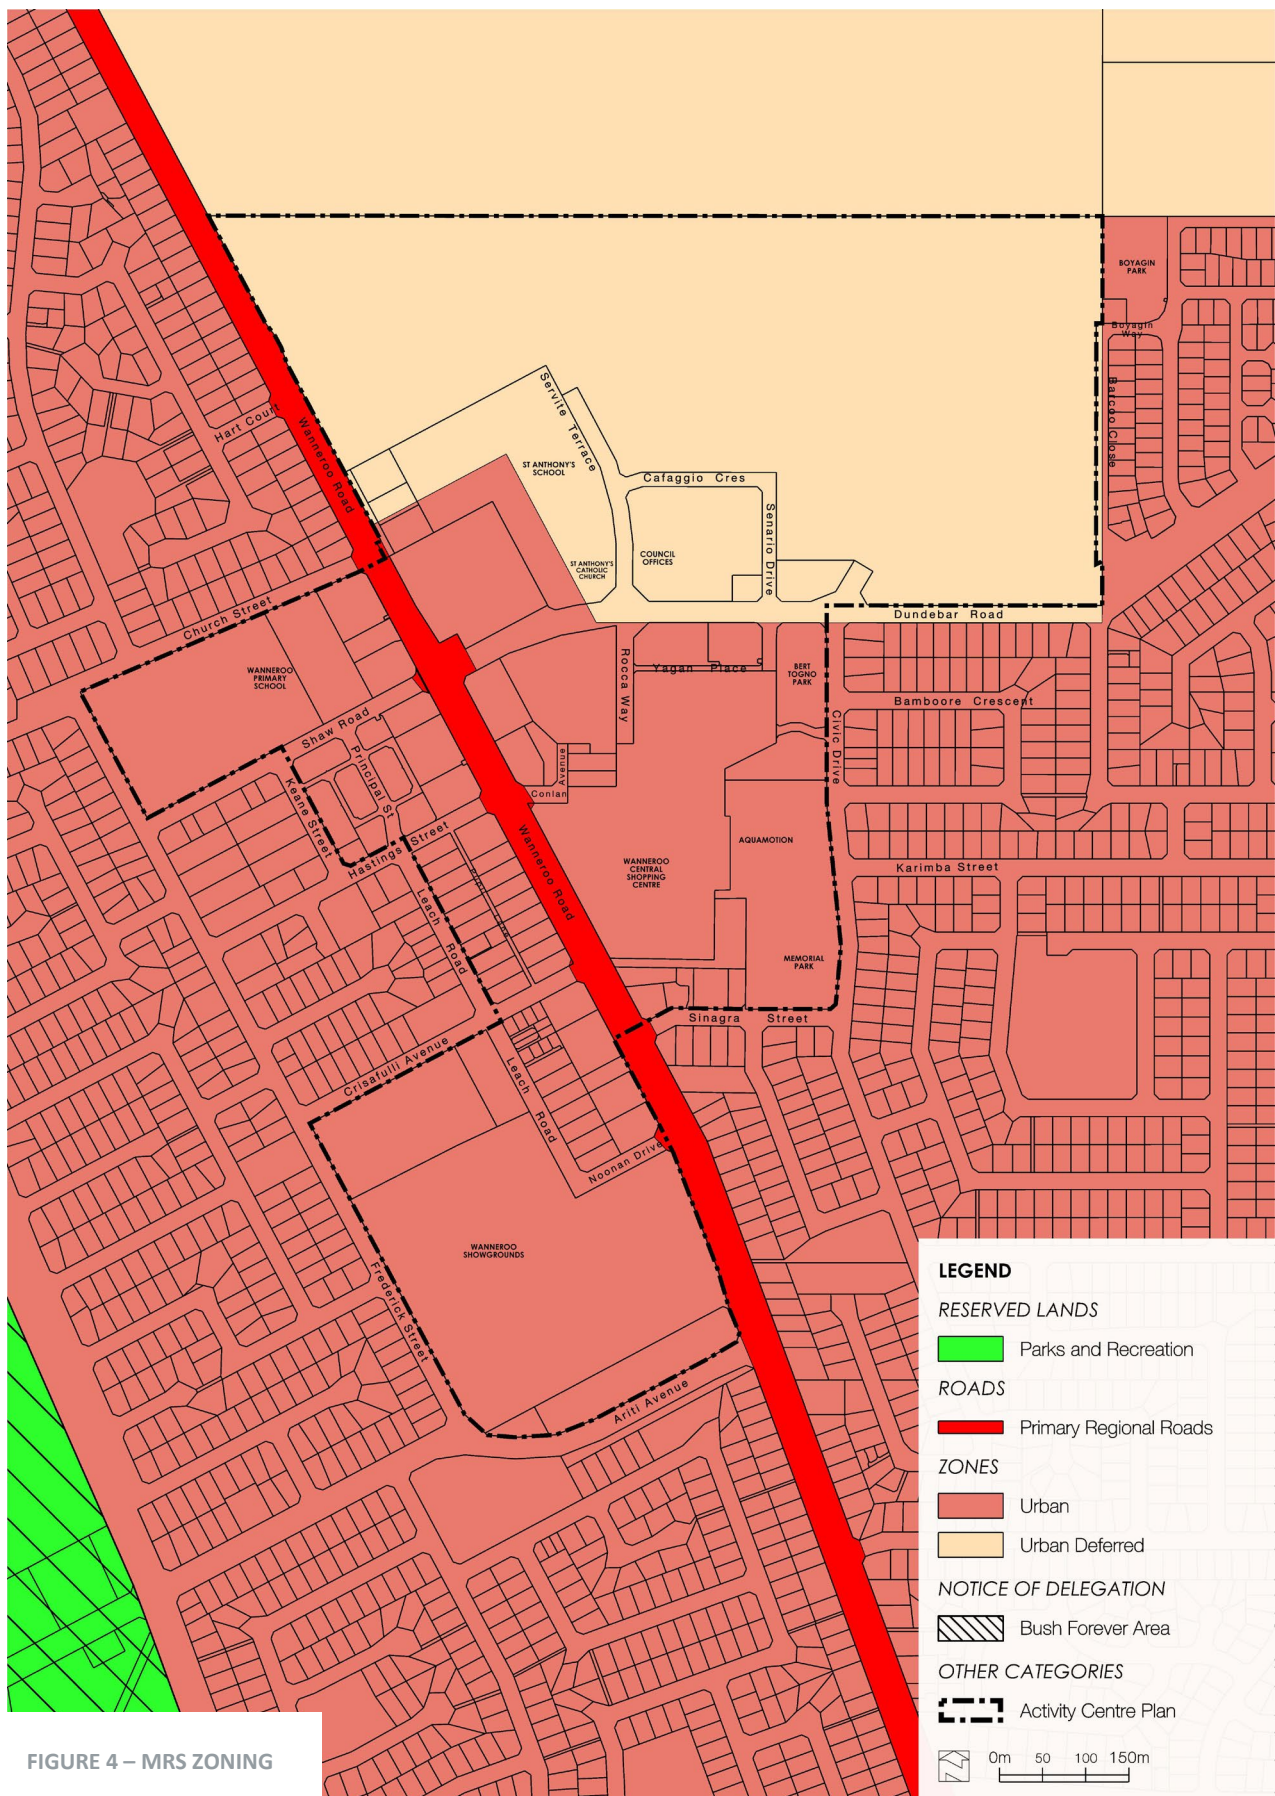 BOYAGIN
PARK
Boyagin
Way
Barcoo Close
Servite Terrace
Hart Court
Wanneroo Road
ST ANTHONY'S
SCHOOL
Cafaggio Cres
Senario Drive
COUNCIL
OFFICES
ST ANTHONY'S
CATHOLIC
CHURCH
Church Street
Dundebar Road
WANNEROO
PRIMARY
SCHOOL
Rocca Way
Yagan Place
BERT
TOGNO
PARK
Bamboore Crescent
Civic Drive
Shaw Road
Principal St
Keane Street
Conlan
Avenue
Hastings Street
Wanneroo Road
AQUAMOTION
WANNEROO
CENTRAL
SHOPPING
CENTRE
Karimba Street
Leach Road
Lane
MEMORIAL
PARK
Sinagra Street
Crisafulli Avenue
Leach Road
Noonan Drive
WANNEROO
SHOWGROUNDS
Frederick Street
Ariti Avenue
LEGEND
RESERVED LANDS
Parks and Recreation
ROADS
Primary Regional Roads
ZONES
Urban
Urban Deferred
NOTICE OF DELEGATION
Bush Forever Area
OTHER CATEGORIES
Activity Centre Plan
N
0m 50 100 150m
FIGURE 4 – MRS ZONING